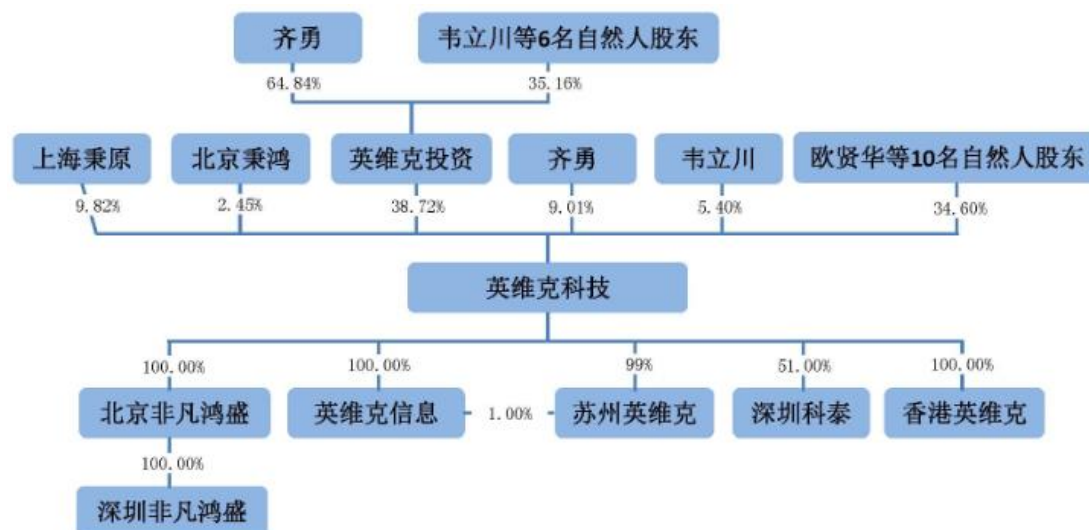 齐勇
韦立川等6名自然人股东
64.84%
35.16%
上海秉原
北京秉鸿
英维克投资
齐勇
韦立川
欧贤华等10名自然人股东
9.82%
2.45%
38.72%
9.01%
5.40%
34.60%
英维克科技
100.00%
100.00%
99%
51.00%
100.00%
北京非凡鸿盛
英维克信息
1.00%
苏州英维克
深圳科泰
香港英维克
100.00%
深圳非凡鸿盛